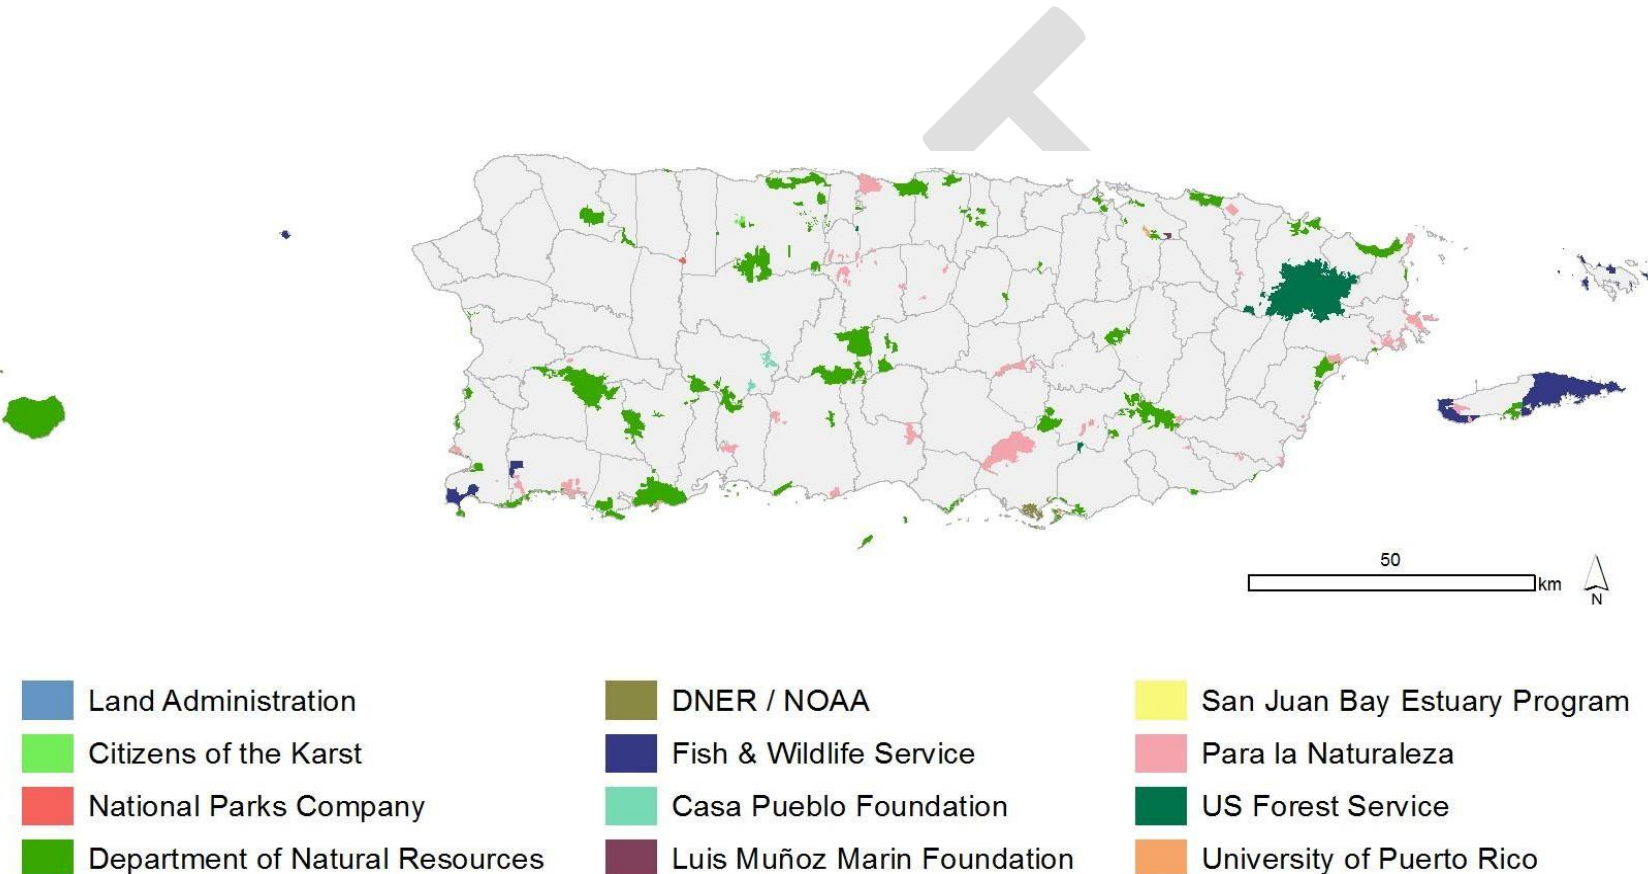 50
km
N
Land Administration
DNER / NOAA
San Juan Bay Estuary Program
Citizens of the Karst
Fish & Wildlife Service
Para la Naturaleza
National Parks Company
Casa Pueblo Foundation
US Forest Service
Department of Natural Resources
Luis Muñoz Marin Foundation
University of Puerto Rico